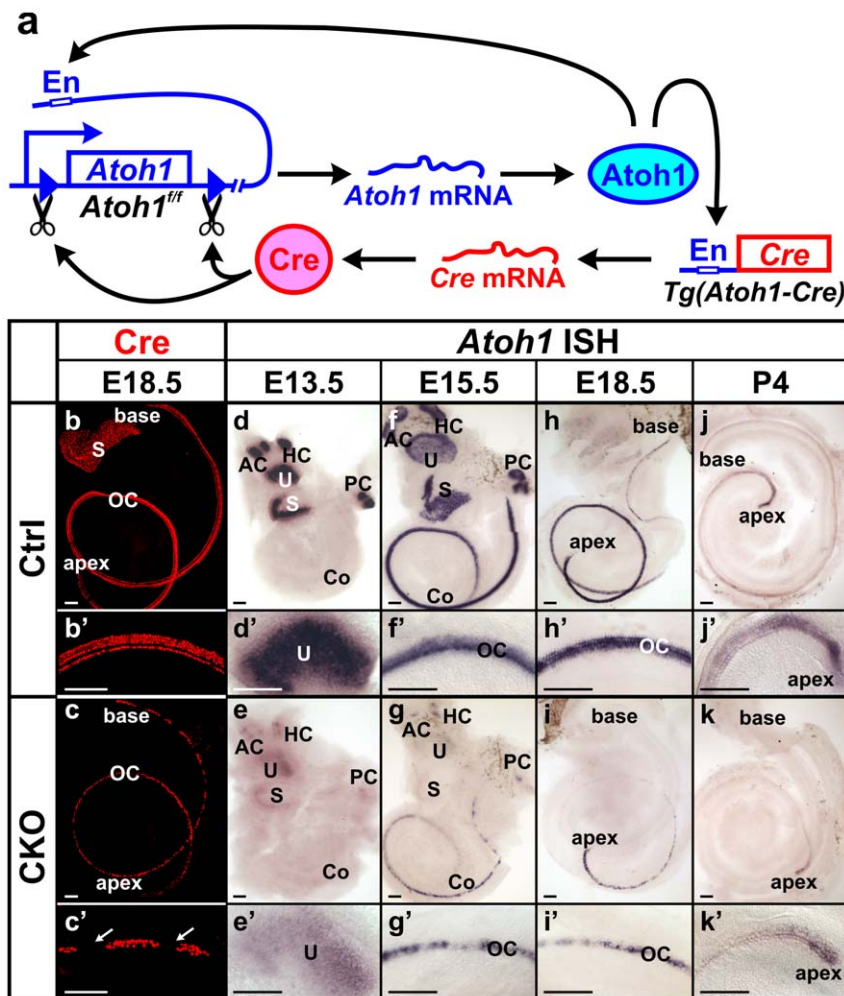 a
En
Atoh1
Atoh1f/f
Atoh1 mRNA
Atoh1
Cre
Cre mRNA
En Cre
Tg(Atoh1-Cre)
Cre Atoh1 ISH
E18.5 E13.5 E15.5 E18.5 P4
Ctrl
b base S OC apex
d AC HC U S PC Co
f AC HC U S PC Co
h base apex
j base apex
b'
d' U
f' OC
h' OC
j' apex
CKO
c base OC apex
e AC HC U S PC Co
g AC HC U S PC Co
i base apex
k base apex
c'
e' U
g' OC
i' OC
k' apex